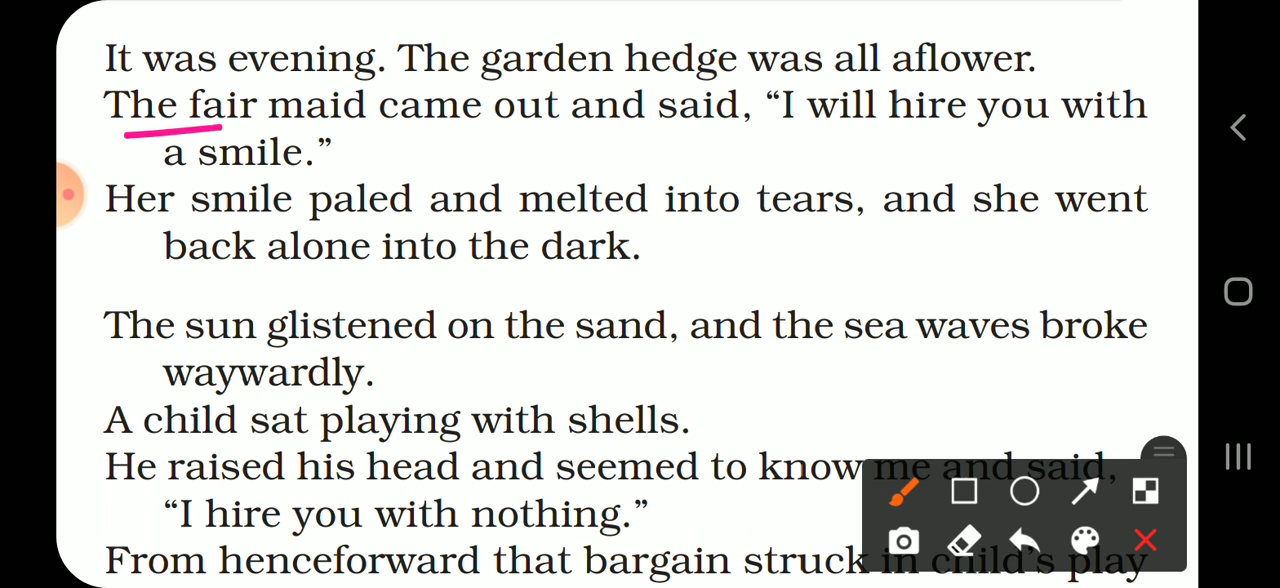 It was evening. The garden hedge was all aflower.
The fair maid came out and said, “I will hire you with
a smile.”
Her smile paled and melted into tears, and she went
back alone into the dark.
The sun glistened on the sand, and the sea waves broke
waywardly.
A child sat playing with shells.
He raised his head and seemed to know me and said,
“I hire you with nothing.”
From henceforward that bargain struck in child’s play